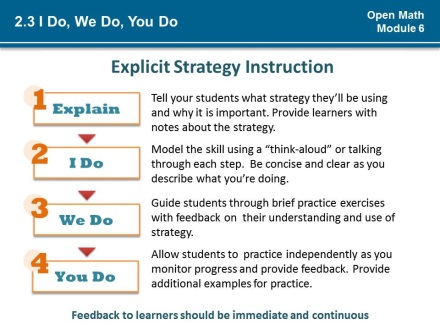 2.3 I Do, We Do, You Do
Open Math
Module 6
Explicit Strategy Instruction
1 Explain
Tell your students what strategy they'll be using
and why it is important. Provide learners with
notes about the strategy.
2 I Do
Model the skill using a "think-aloud" or talking
through each step. Be concise and clear as you
describe what you're doing.
3 We Do
Guide students through brief practice exercises
with feedback on their understanding and use of
strategy.
4 You Do
Allow students to practice independently as you
monitor progress and provide feedback. Provide
additional examples for practice.
Feedback to learners should be immediate and continuous